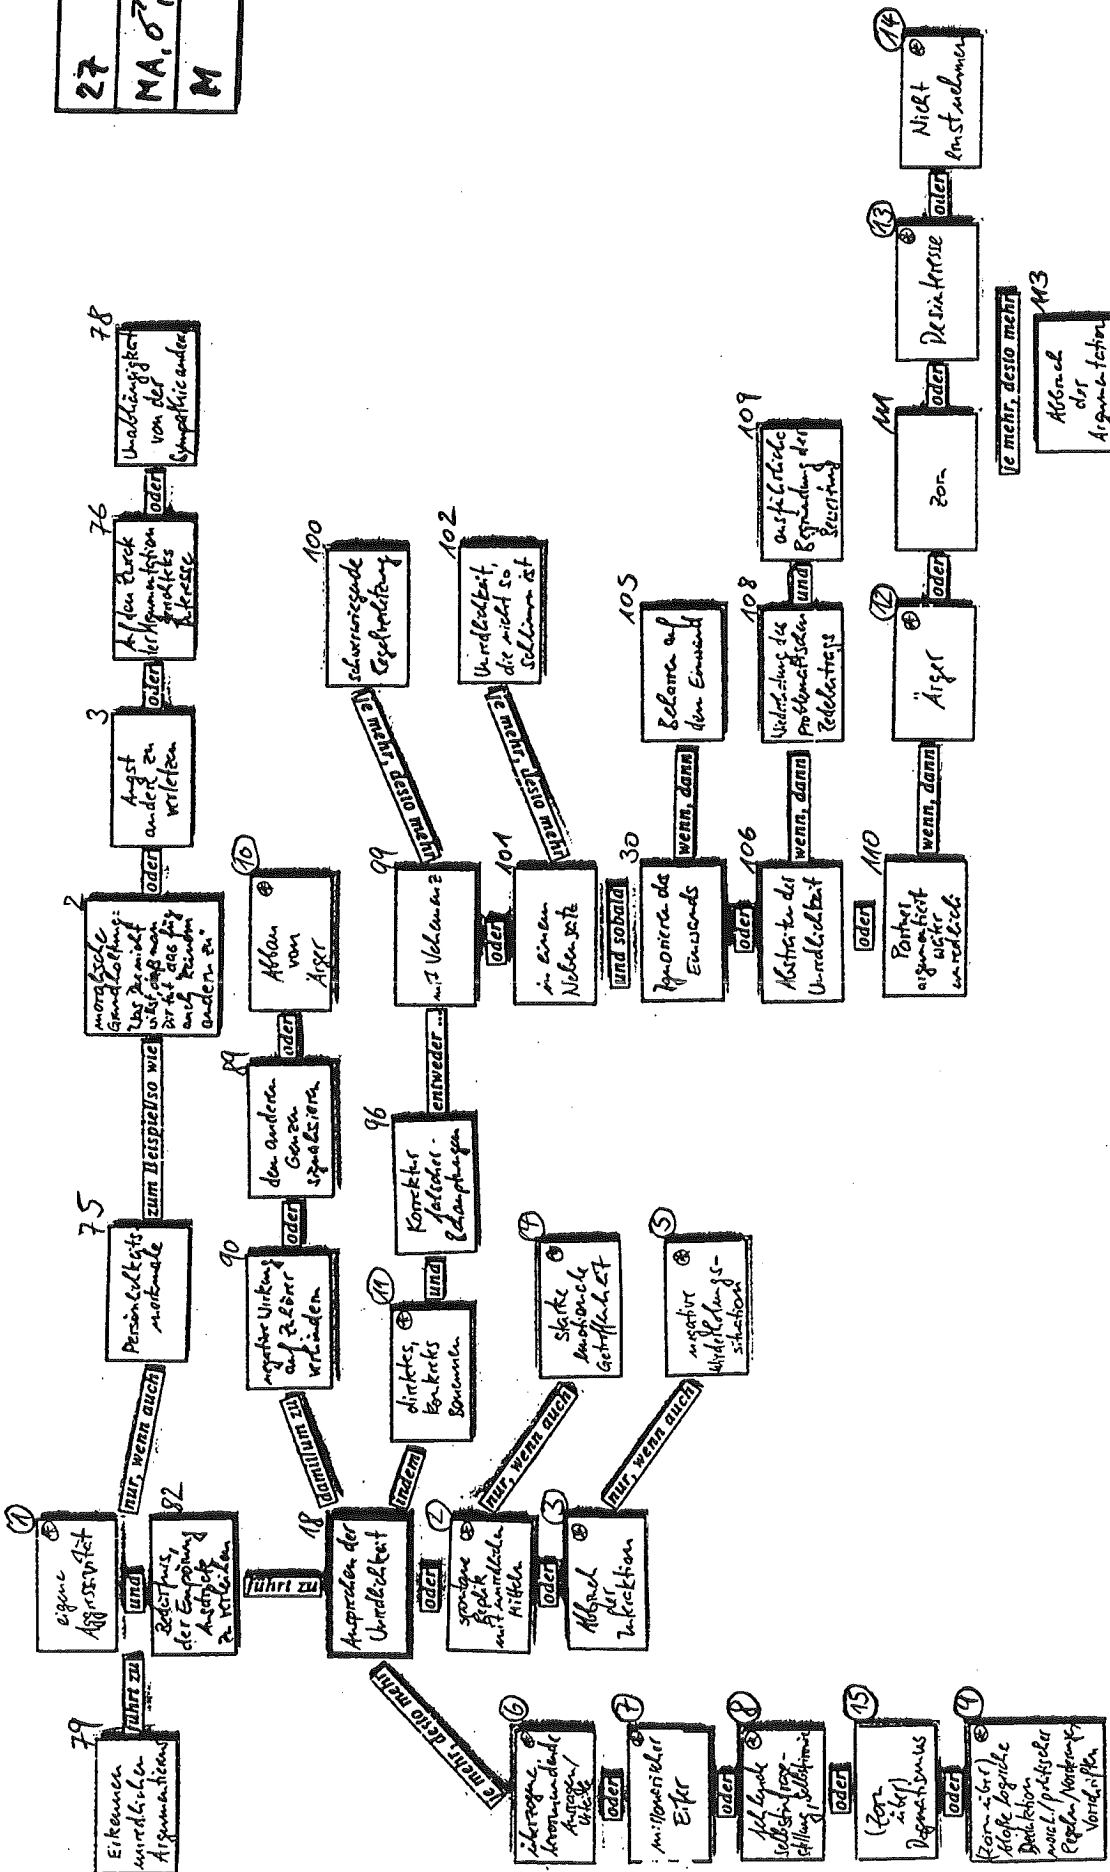 27
MA, ♂,
M
79
Erkennen
unredlichen
Argumentierens
führt zu
1
eigene
Aggressivität
und
82
Bedürfnis,
der Empörung
Ausdruck
zu verleihen
nur, wenn auch
75
Persönlichkeits-
merkmale
zum Beispiel so wie
2
moralische
Grundhaltung:
"Was Du nicht
willst, daß man
Dir tut, das füg
auch keinem
andern zu"
oder
3
Angst
andere zu
verletzen
oder
76
Auf den Zweck
der Argumentation
gerichtetes
Interesse
oder
78
Unabhängigkeit
von der
Sympathie anderer
führt zu
18
Ansprechen der
Unredlichkeit
damit/um zu
90
negative Wirkung
auf Zuhörer
verhindern
oder
89
den anderen
Grenzen
signalisieren
oder
10
Abbau
von
Ärger
indem
11
direktes,
konkretes
Benennen
und
96
Korrektur
falscher
Behauptungen
entweder ...
99
mit Vehemenz
je mehr, desto mehr
100
schwerwiegende
Regelverletzung
oder
101
in einem
Nebensatz
je mehr, desto mehr
102
Unredlichkeit,
die nicht so
schlimm ist
oder
2
spontane
Replik
mit unredlichen
Mitteln
nur, wenn auch
4
starke
emotionale
Getroffenheit
oder
3
Abbruch
der
Interaktion
nur, wenn auch
5
negative
Wiederholungs-
situation
und sobald
30
Ignorieren des
Einwands
wenn, dann
105
Beharren auf
dem Einwand
oder
106
Abstreiten der
Unredlichkeit
wenn, dann
108
Wiederholung des
problematischen
Redebeitrags
und
109
ausführliche
Begründung der
Bewertung
oder
110
Partner
argumentiert
weiter
unredlich
wenn, dann
12
Ärger
oder
111
Zorn
oder
13
Desinteresse
oder
14
Nicht
ernstnehmen
je mehr, desto mehr
113
Abbruch
der
Argumentation
je mehr, desto mehr
6
überzogene
Aussagen/
Urteile
oder
7
missionarischer
Eifer
oder
8
fehlende
Selbstinfrage-
stellung, Selbstironie
oder
15
(Zorn
über)
Dogmatismus
oder
9
(Zorn über)
bloße logische
Deduktion
moral./politischer
Regeln/
Vorschriften